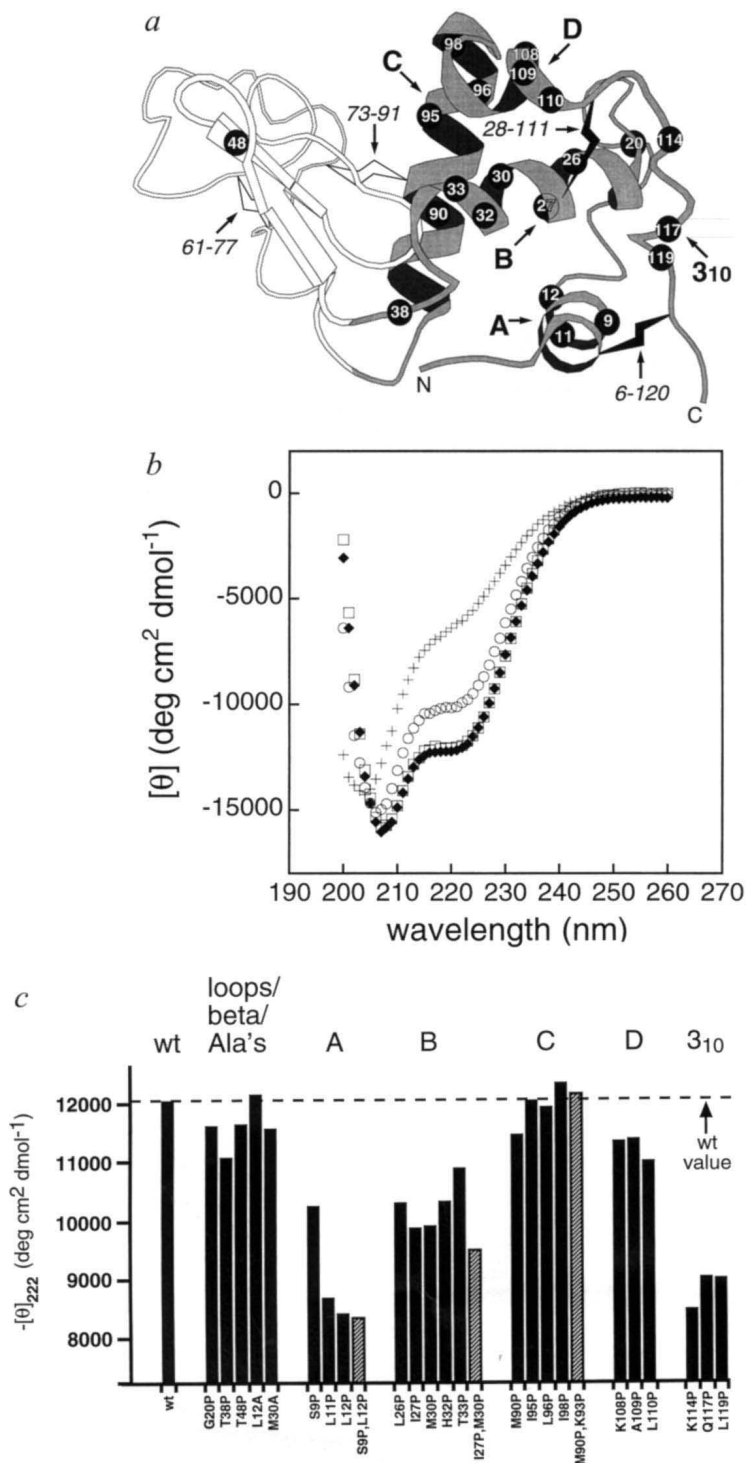 a
D
C
98
108
109
96
110
73-91
95
28-111
48
20
114
26
30
33
27
90
32
117
B
310
61-77
119
12
A
9
38
11
N
6-120
C
b
0
-5000
-10000
-15000
[θ] (deg cm2 dmol-1)
190 200 210 220 230 240 250 260 270
wavelength (nm)
c
loops/
beta/
wt Ala's A B C D 310
12000
11000
10000
9000
8000
-[θ]222 (deg cm2 dmol-1)
wt
value
wt
G20P
T38P
T48P
L12A
M30A
S9P
L11P
L12P
S9P,L12P
L26P
I27P
M30P
H32P
T33P
I27P,M30P
M90P
I95P
L96P
I98P
M90P,K93P
K108P
A109P
L110P
K114P
Q117P
L119P